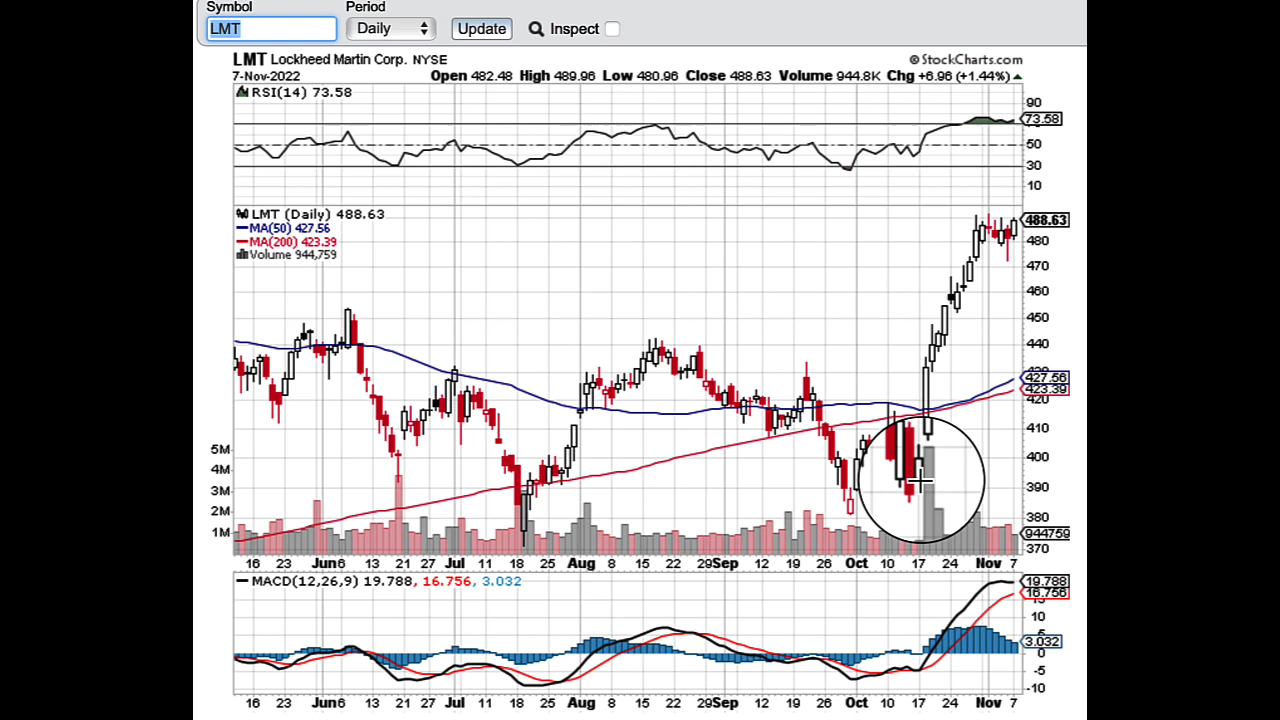 Symbol Period
LMT Daily Update Inspect
LMT Lockheed Martin Corp. NYSE © StockCharts.com
7-Nov-2022 Open 482.48 High 489.96 Low 480.96 Close 488.63 Volume 944.8K Chg +6.96 (+1.44%)
RSI(14) 73.58
90
73.58
50
30
10
LMT (Daily) 488.63
MA(50) 427.56
MA(200) 423.39
Volume 944,759
488.63
480
470
460
450
440
427.56
423.39
420
410
5M 400
4M
3M 390
2M 380
1M 944759
370
16 23 Jun 6 13 21 27 Jul 11 18 25 Aug 8 15 22 29 Sep 12 19 26 Oct 10 17 24 Nov 7
MACD(12,26,9) 19.788, 16.756, 3.032
19.788
16.756
10
5
3.032
0
-5
-10
16 23 Jun 6 13 21 27 Jul 11 18 25 Aug 8 15 22 29 Sep 12 19 26 Oct 10 17 24 Nov 7